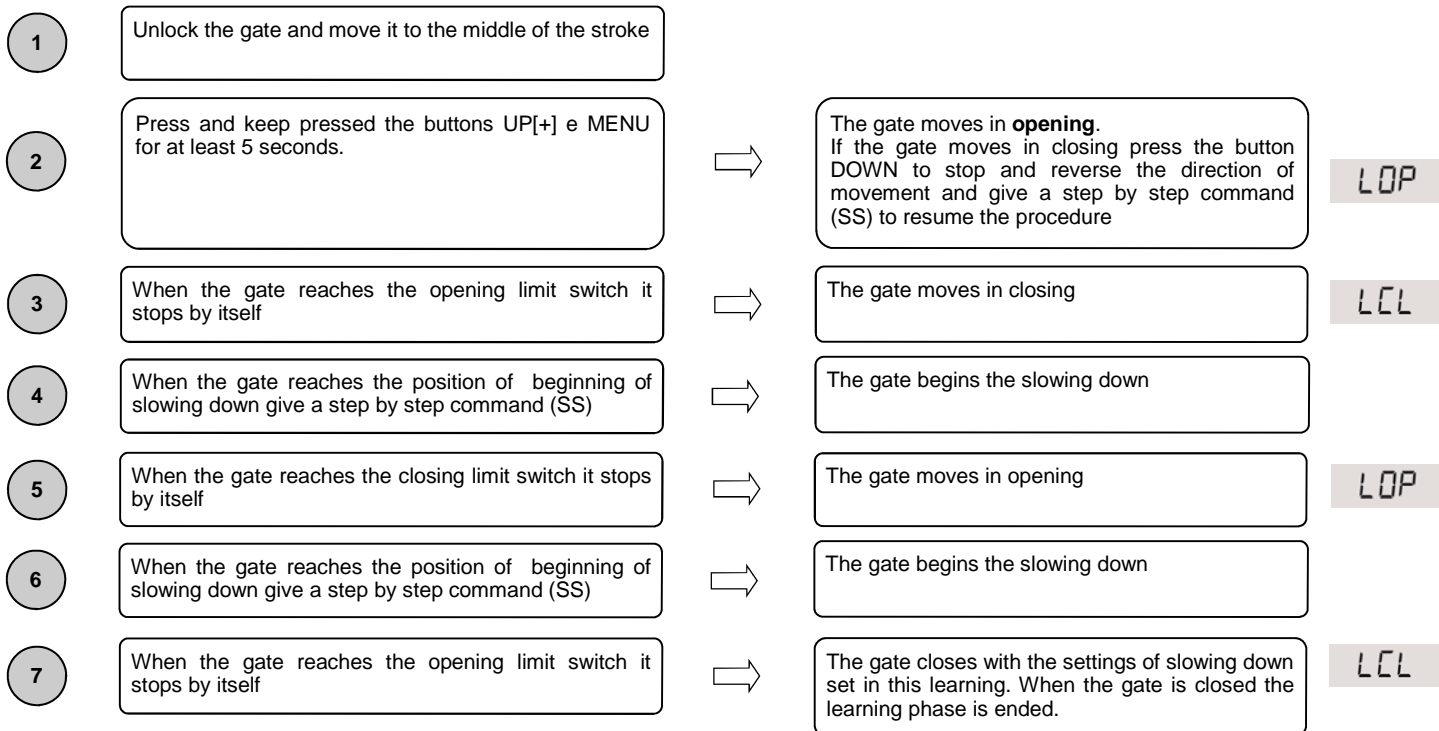 1
Unlock the gate and move it to the middle of the stroke
2
Press and keep pressed the buttons UP[+] e MENU
for at least 5 seconds.
The gate moves in opening.
If the gate moves in closing press the button
DOWN to stop and reverse the direction of
movement and give a step by step command
(SS) to resume the procedure
LOP
3
When the gate reaches the opening limit switch it
stops by itself
The gate moves in closing
LCL
4
When the gate reaches the position of beginning of
slowing down give a step by step command (SS)
The gate begins the slowing down
5
When the gate reaches the closing limit switch it stops
by itself
The gate moves in opening
LOP
6
When the gate reaches the position of beginning of
slowing down give a step by step command (SS)
The gate begins the slowing down
7
When the gate reaches the opening limit switch it
stops by itself
The gate closes with the settings of slowing down
set in this learning. When the gate is closed the
learning phase is ended.
LCL